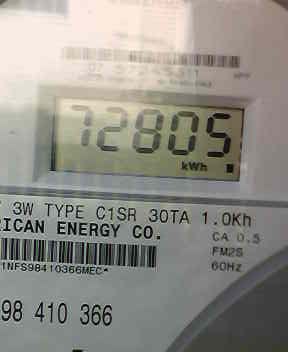 72805
kWh
3W TYPE C1SR 30TA 1.0Kh
RICAN ENERGY CO.
CA 0.5
FM2S
60Hz
1NFS98410366MEC*
98 410 366